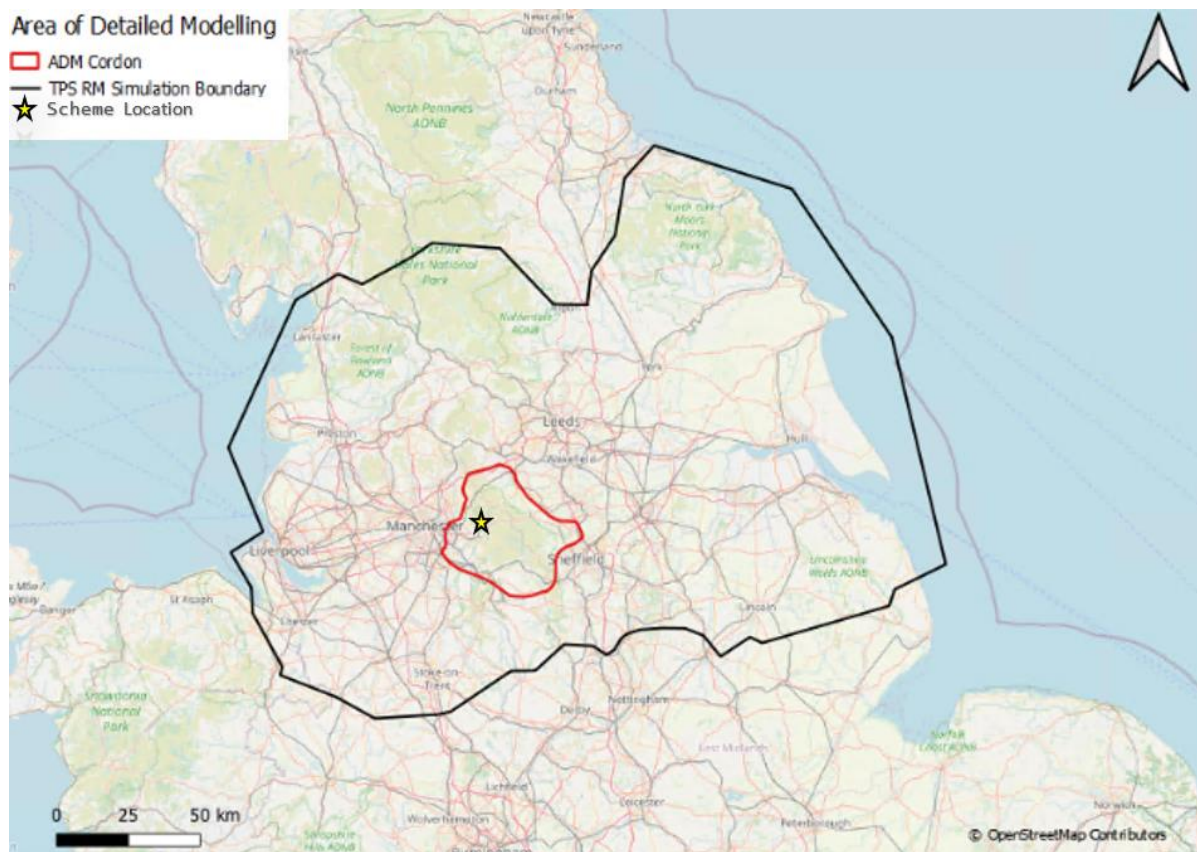 Area of Detailed Modelling
ADM Cordon
TPS RM Simulation Boundary
Scheme Location
Newcastle
upon Tyne
Sunderland
Durham
North Pennines
AONB
North York
Moors
National
Park
Yorkshire
Dales National
Park
Ripon
Nidderdale
AONB
Lancaster
Forest of
Bowland
AONB
York
Leeds
Preston
Hull
Wakefield
Manchester
Liverpool
Sheffield
Lincolnshire
Wolds AONB
St Asaph
Bangor
Chester
Lincoln
Stoke-on-
Trent
Snowdonia
National
Park
Nottingham
Derby
East Midlands
Norfolk
Coast AONB
Lichfield
Leicester
Norwich
Wolverhampton
Peterborough
Shropshire
Hills AONB
0 25 50 km
© OpenStreetMap Contributors